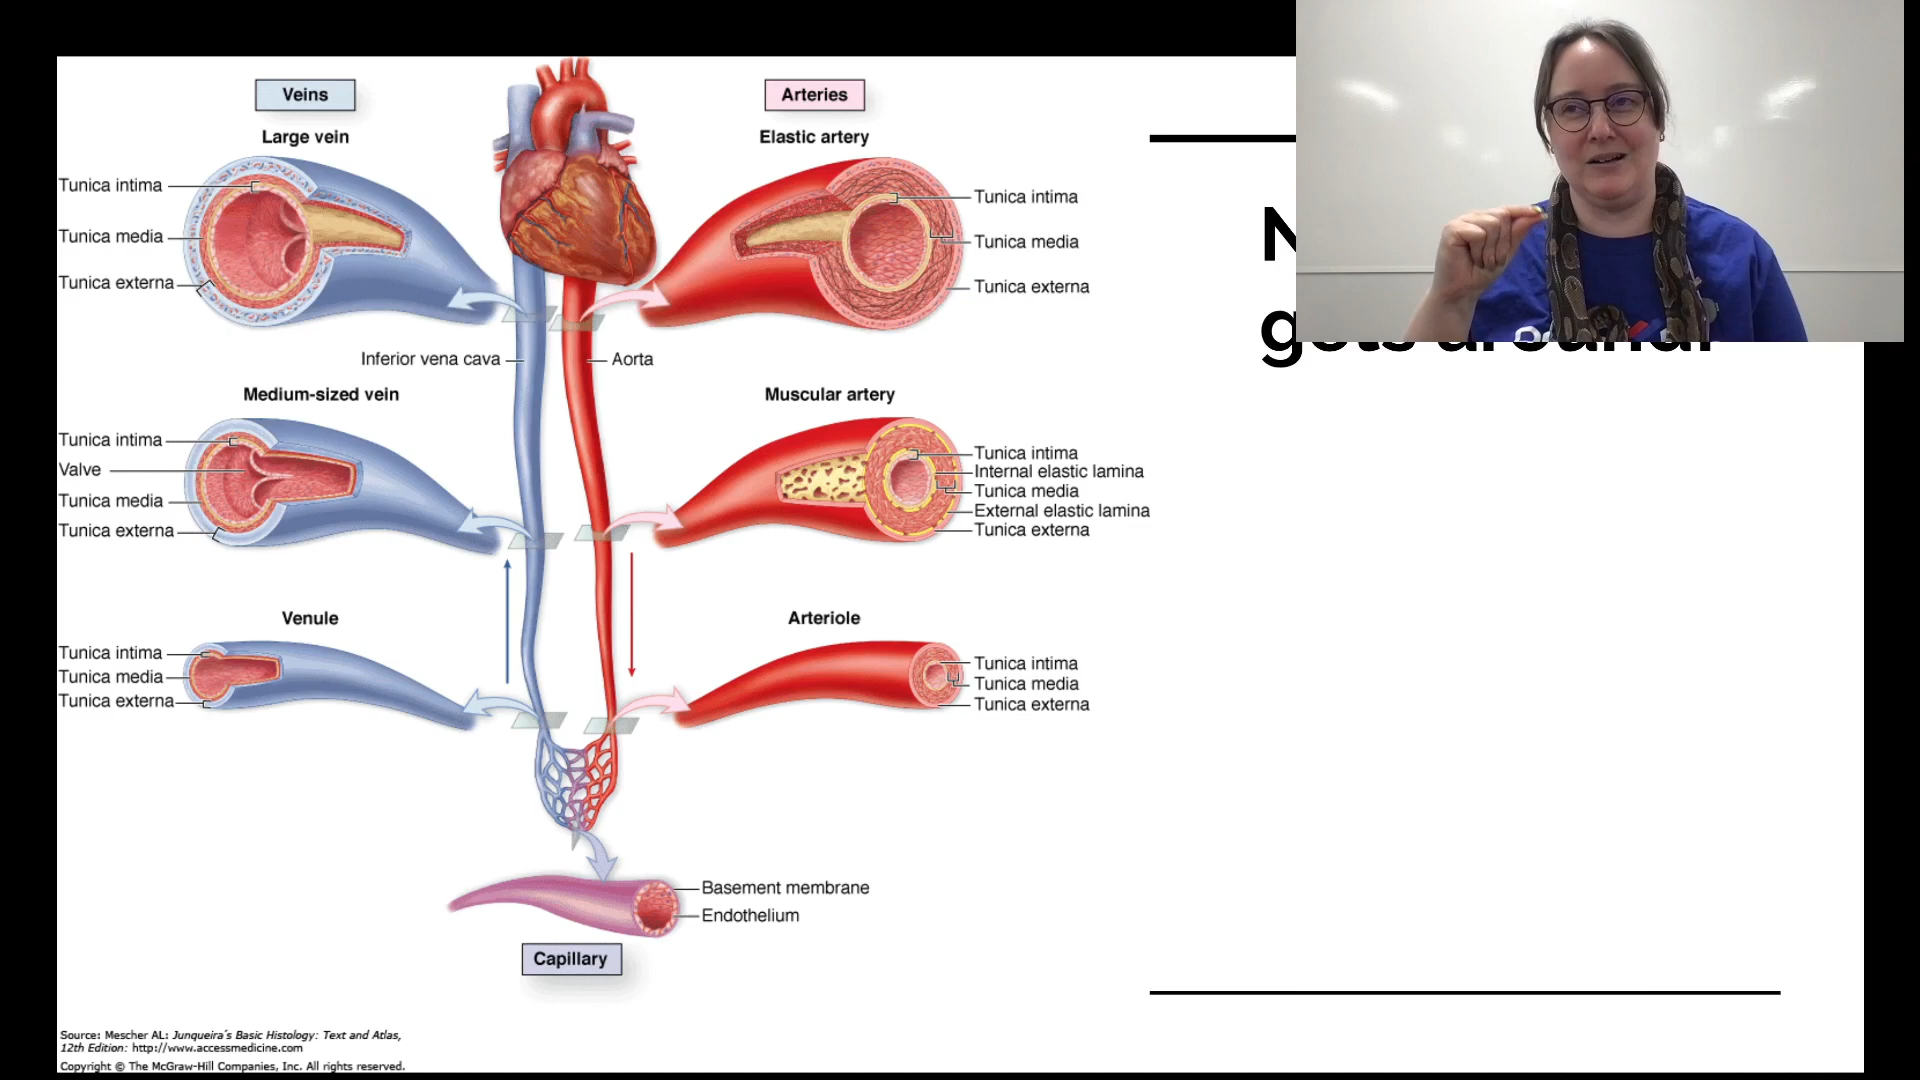 Veins
Large vein
Tunica intima
Tunica media
Tunica externa
Arteries
Elastic artery
Tunica intima
Tunica media
Tunica externa
Inferior vena cava
Aorta
Medium-sized vein
Tunica intima
Valve
Tunica media
Tunica externa
Muscular artery
Tunica intima
Internal elastic lamina
Tunica media
External elastic lamina
Tunica externa
Venule
Tunica intima
Tunica media
Tunica externa
Arteriole
Tunica intima
Tunica media
Tunica externa
Basement membrane
Endothelium
Capillary
Source: Mescher AL: Junqueira´s Basic Histology: Text and Atlas,
12th Edition: http://www.accessmedicine.com
Copyright © The McGraw-Hill Companies, Inc. All rights reserved.
gets around!